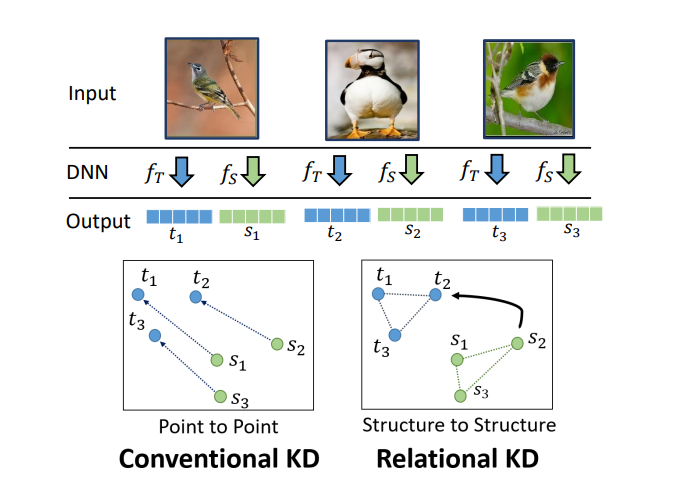 Input
DNN f_T f_S f_T f_S f_T f_S
Output
t_1 s_1 t_2 s_2 t_3 s_3
t_1 t_2
t_3
s_2
s_1
s_3
t_1 t_2
t_3
s_1 s_2
s_3
Point to Point
Structure to Structure
Conventional KD
Relational KD